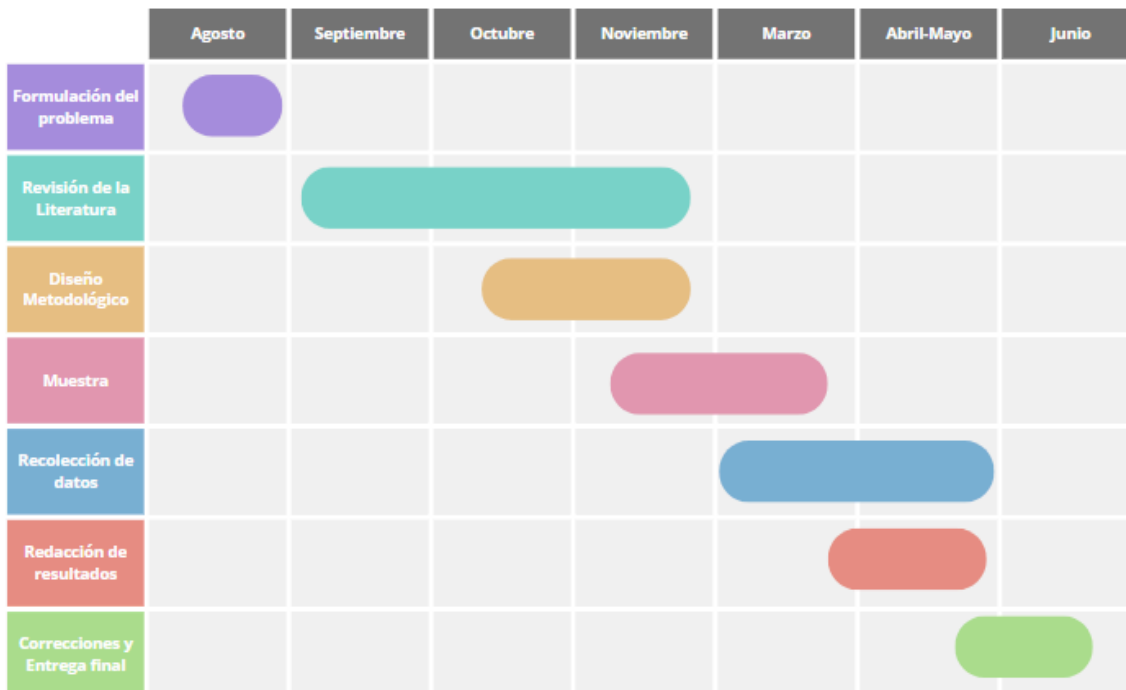 Agosto Septiembre Octubre Noviembre Marzo Abril-Mayo Junio
Formulación del
problema
Revisión de la
Literatura
Diseño
Metodológico
Muestra
Recolección de
datos
Redacción de
resultados
Correcciones y
Entrega final